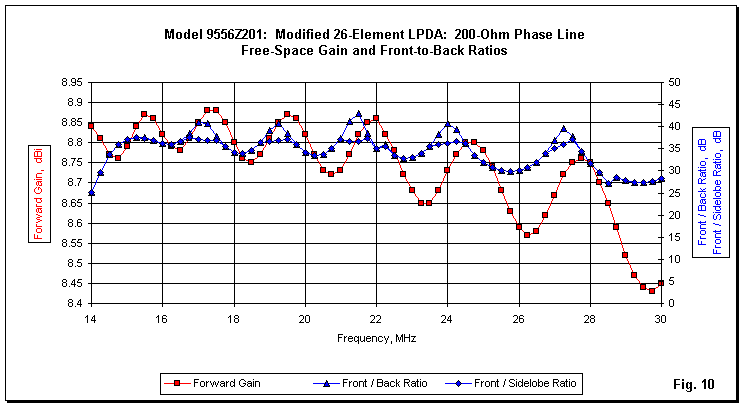 Model 9556Z201:  Modified 26-Element LPDA:  200-Ohm Phase Line
Free-Space Gain and Front-to-Back Ratios
8.95
8.9
8.85
8.8
8.75
8.7
8.65
8.6
8.55
8.5
8.45
8.4
Forward Gain, dBi
50
45
40
35
30
25
20
15
10
5
0
Front / Back Ratio, dB
Front / Sidelobe Ratio, dB
14 16 18 20 22 24 26 28 30
Frequency, MHz
Forward Gain Front / Back Ratio Front / Sidelobe Ratio
Fig. 10